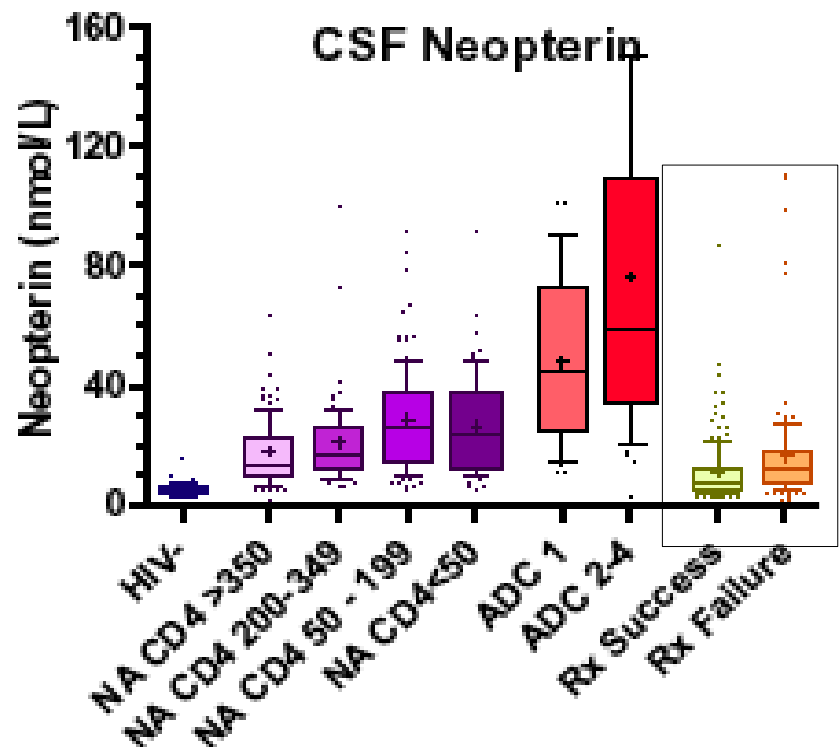 CSF Neopterin
Neopterin (nmol/L)
160
120
80
40
0
HIV-
NA CD4 >350
NA CD4 200-349
NA CD4 50 - 199
NA CD4<50
ADC 1
ADC 2-4
Rx Success
Rx Failure